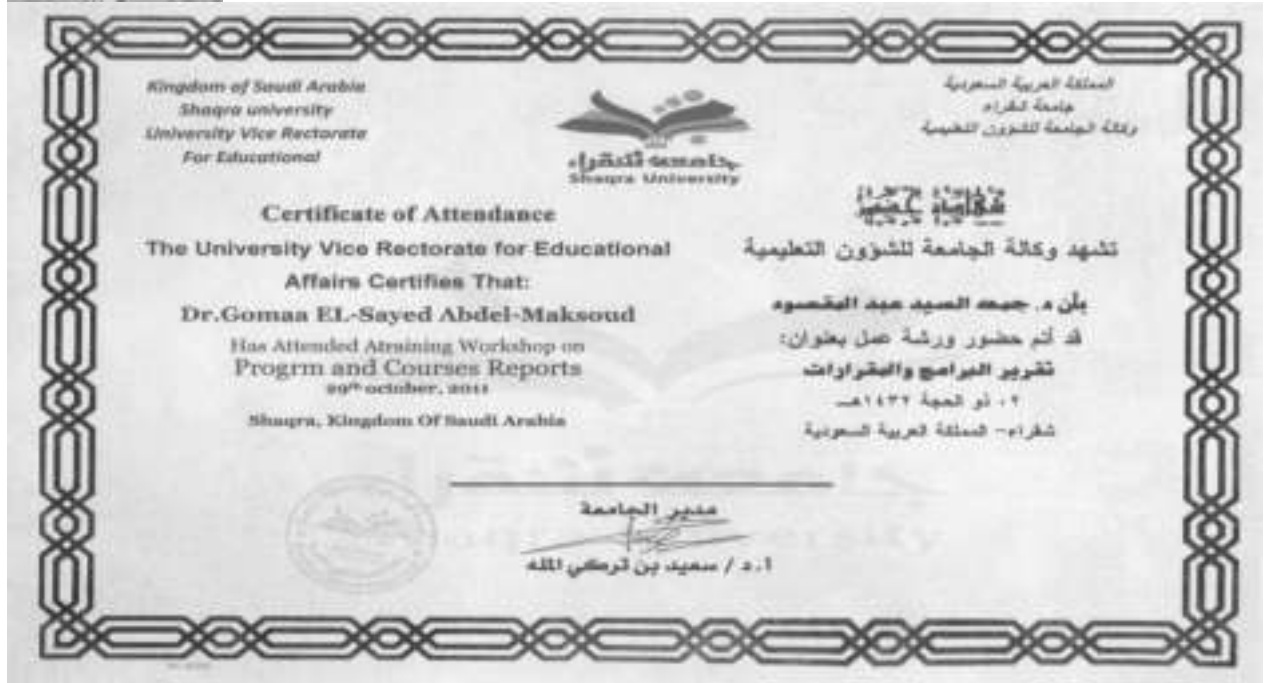 Kingdom of Saudi Arabia
Shaqra university
University Vice Rectorate
For Educational
المملكة العربية السعودية
جامعة شقراء
وكالة الجامعة للشؤون التعليمية
جامعة شقراء
Shaqra University
Certificate of Attendance
The University Vice Rectorate for Educational
Affairs Certifies That:
Dr.Gomaa EL-Sayed Abdel-Maksoud
Has Attended Atraining Workshop on
Progrm and Courses Reports
29th october, 2011
Shaqra, Kingdom Of Saudi Arabia
شهادة حضور
تشهد وكالة الجامعة للشؤون التعليمية
بأن د. جمعه السيد عبد المقصود
قد أتم حضور ورشة عمل بعنوان:
تقرير البرامج والمقررات
ذو الحجة ١٤٣٢هـ
شقراء- المملكة العربية السعودية
مدير الجامعة
أ.د / سعيد بن تركي المله